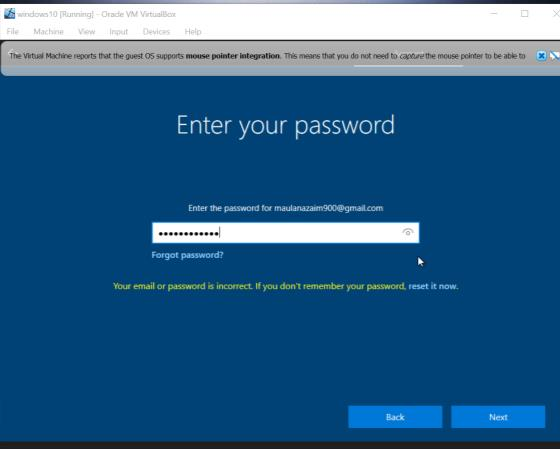 windows10 [Running] - Oracle VM VirtualBox
File Machine View Input Devices Help
The Virtual Machine reports that the guest OS supports mouse pointer integration. This means that you do not need to capture the mouse pointer to be able to
Enter your password
Enter the password for maulanazaim900@gmail.com
Forgot password?
Your email or password is incorrect. If you don't remember your password, reset it now.
Back Next